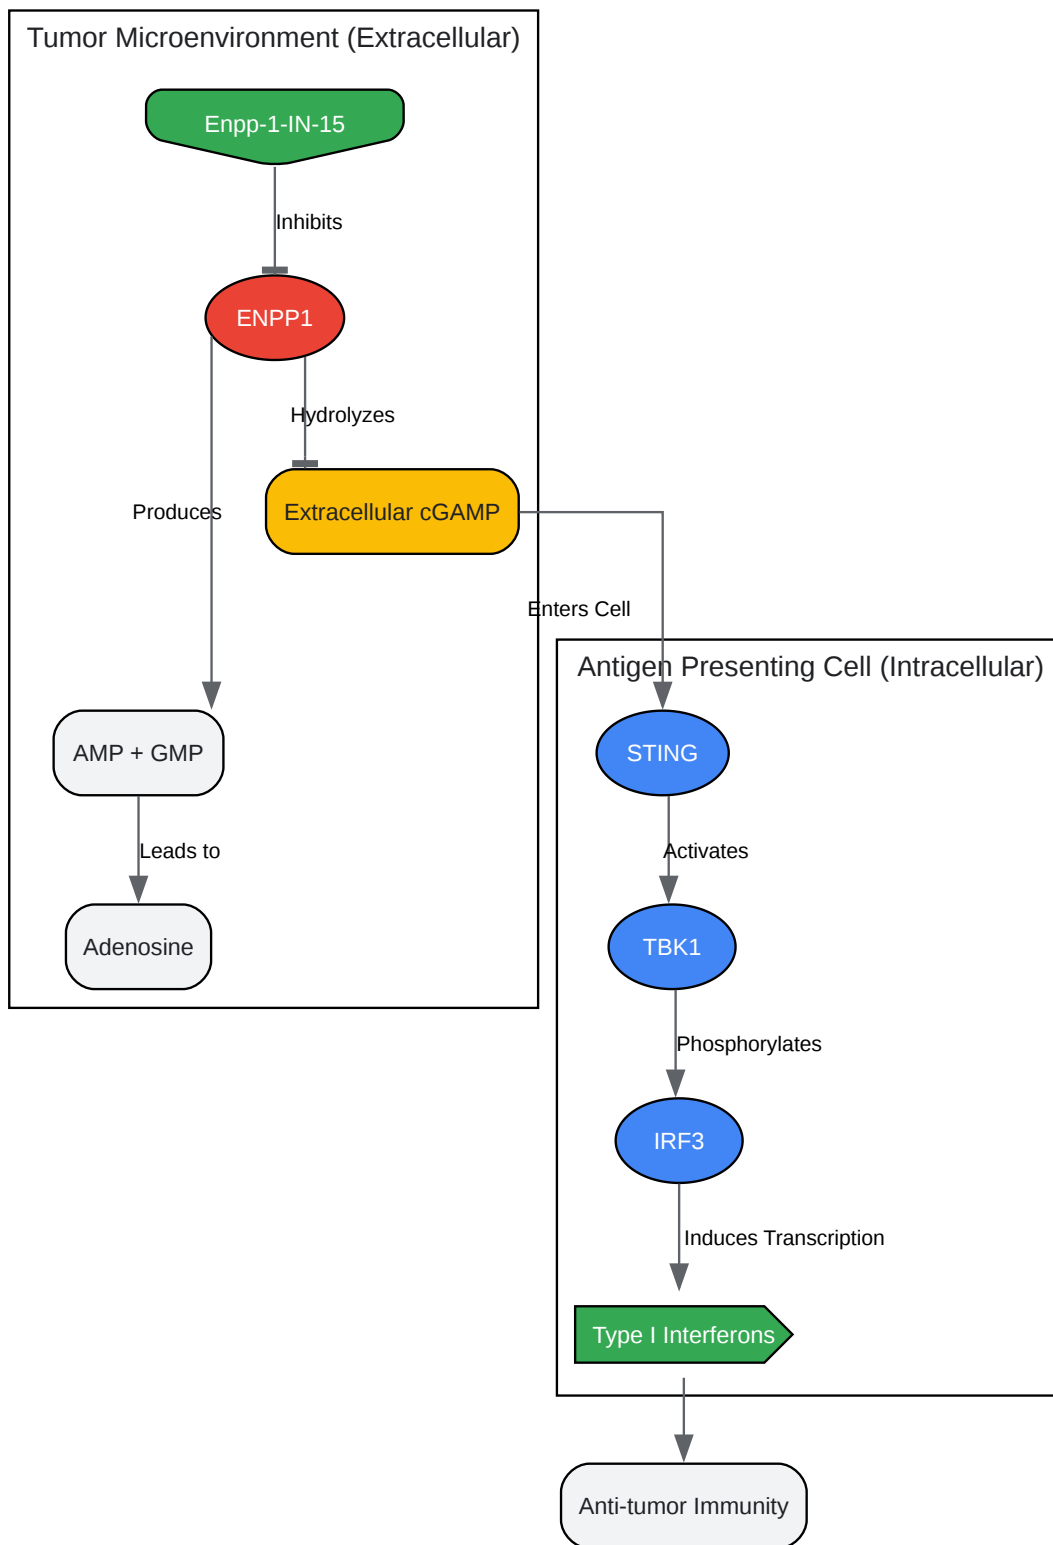 Tumor Microenvironment (Extracellular)
Enpp-1-IN-15
Inhibits
ENPP1
Hydrolyzes
Produces
Extracellular cGAMP
Enters Cell
Antigen Presenting Cell (Intracellular)
AMP + GMP
STING
Leads to
Activates
Adenosine
TBK1
Phosphorylates
IRF3
Induces Transcription
Type I Interferons
Anti-tumor Immunity